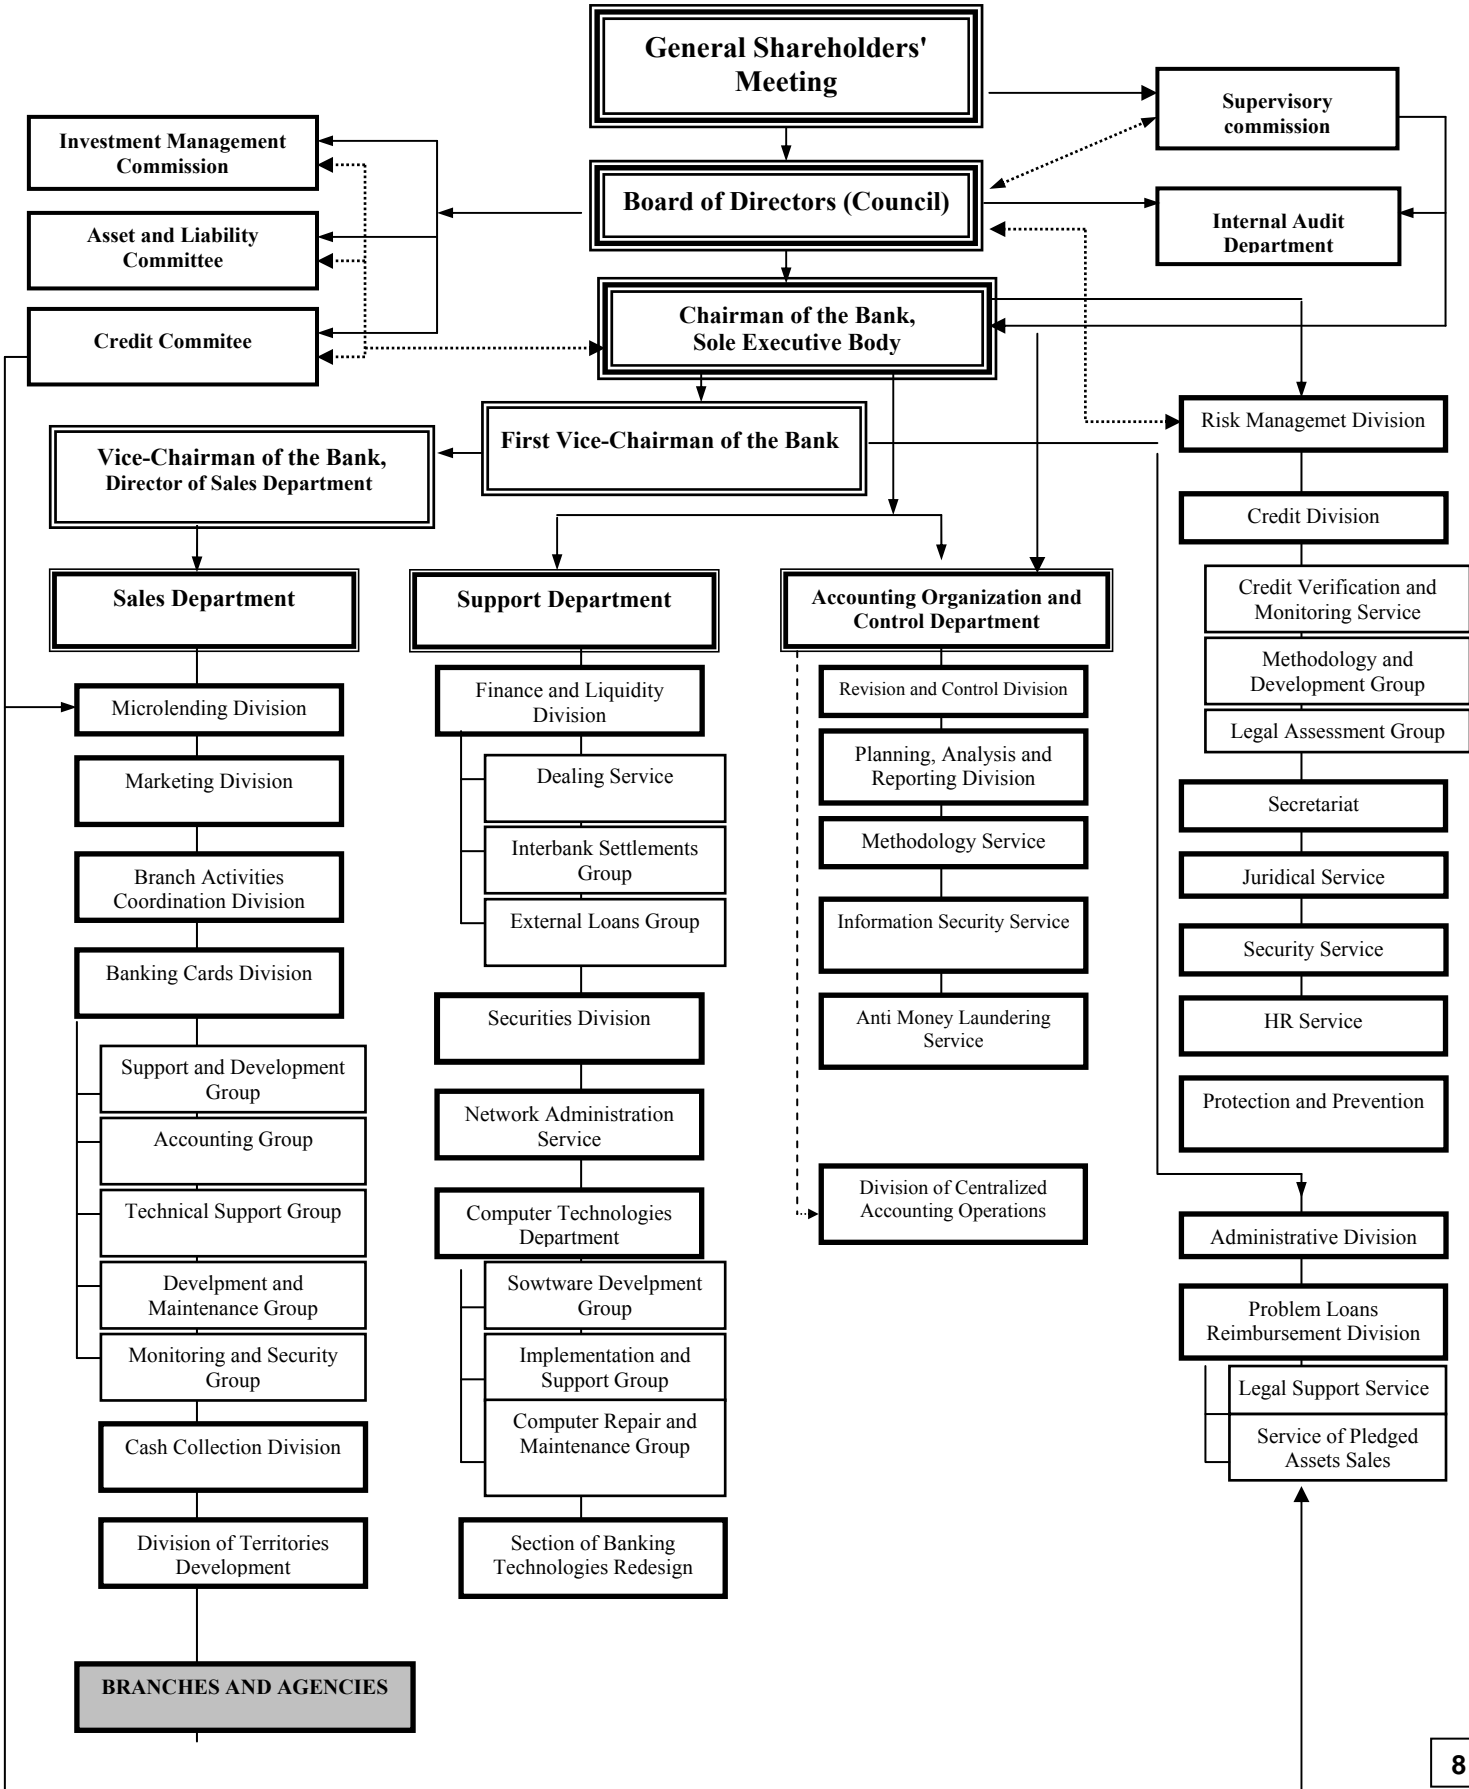 General Shareholders'
Meeting
Supervisory
commission
Investment Management
Commission
Board of Directors (Council)
Internal Audit
Department
Asset and Liability
Committee
Chairman of the Bank,
Sole Executive Body
Credit Commitee
Risk Managemet Division
First Vice-Chairman of the Bank
Vice-Chairman of the Bank,
Director of Sales Department
Credit Division
Sales Department
Support Department
Accounting Organization and
Control Department
Credit Verification and
Monitoring Service
Methodology and
Development Group
Legal Assessment Group
Microlending Division
Marketing Division
Branch Activities
Coordination Division
Banking Cards Division
Support and Development
Group
Accounting Group
Technical Support Group
Develpment and
Maintenance Group
Monitoring and Security
Group
Cash Collection Division
Division of Territories
Development
BRANCHES AND AGENCIES
Finance and Liquidity
Division
Dealing Service
Interbank Settlements
Group
External Loans Group
Securities Division
Network Administration
Service
Computer Technologies
Department
Sowtware Develpment
Group
Implementation and
Support Group
Computer Repair and
Maintenance Group
Section of Banking
Technologies Redesign
Revision and Control Division
Planning, Analysis and
Reporting Division
Methodology Service
Information Security Service
Anti Money Laundering
Service
Division of Centralized
Accounting Operations
Secretariat
Juridical Service
Security Service
HR Service
Protection and Prevention
Administrative Division
Problem Loans
Reimbursement Division
Legal Support Service
Service of Pledged
Assets Sales
8